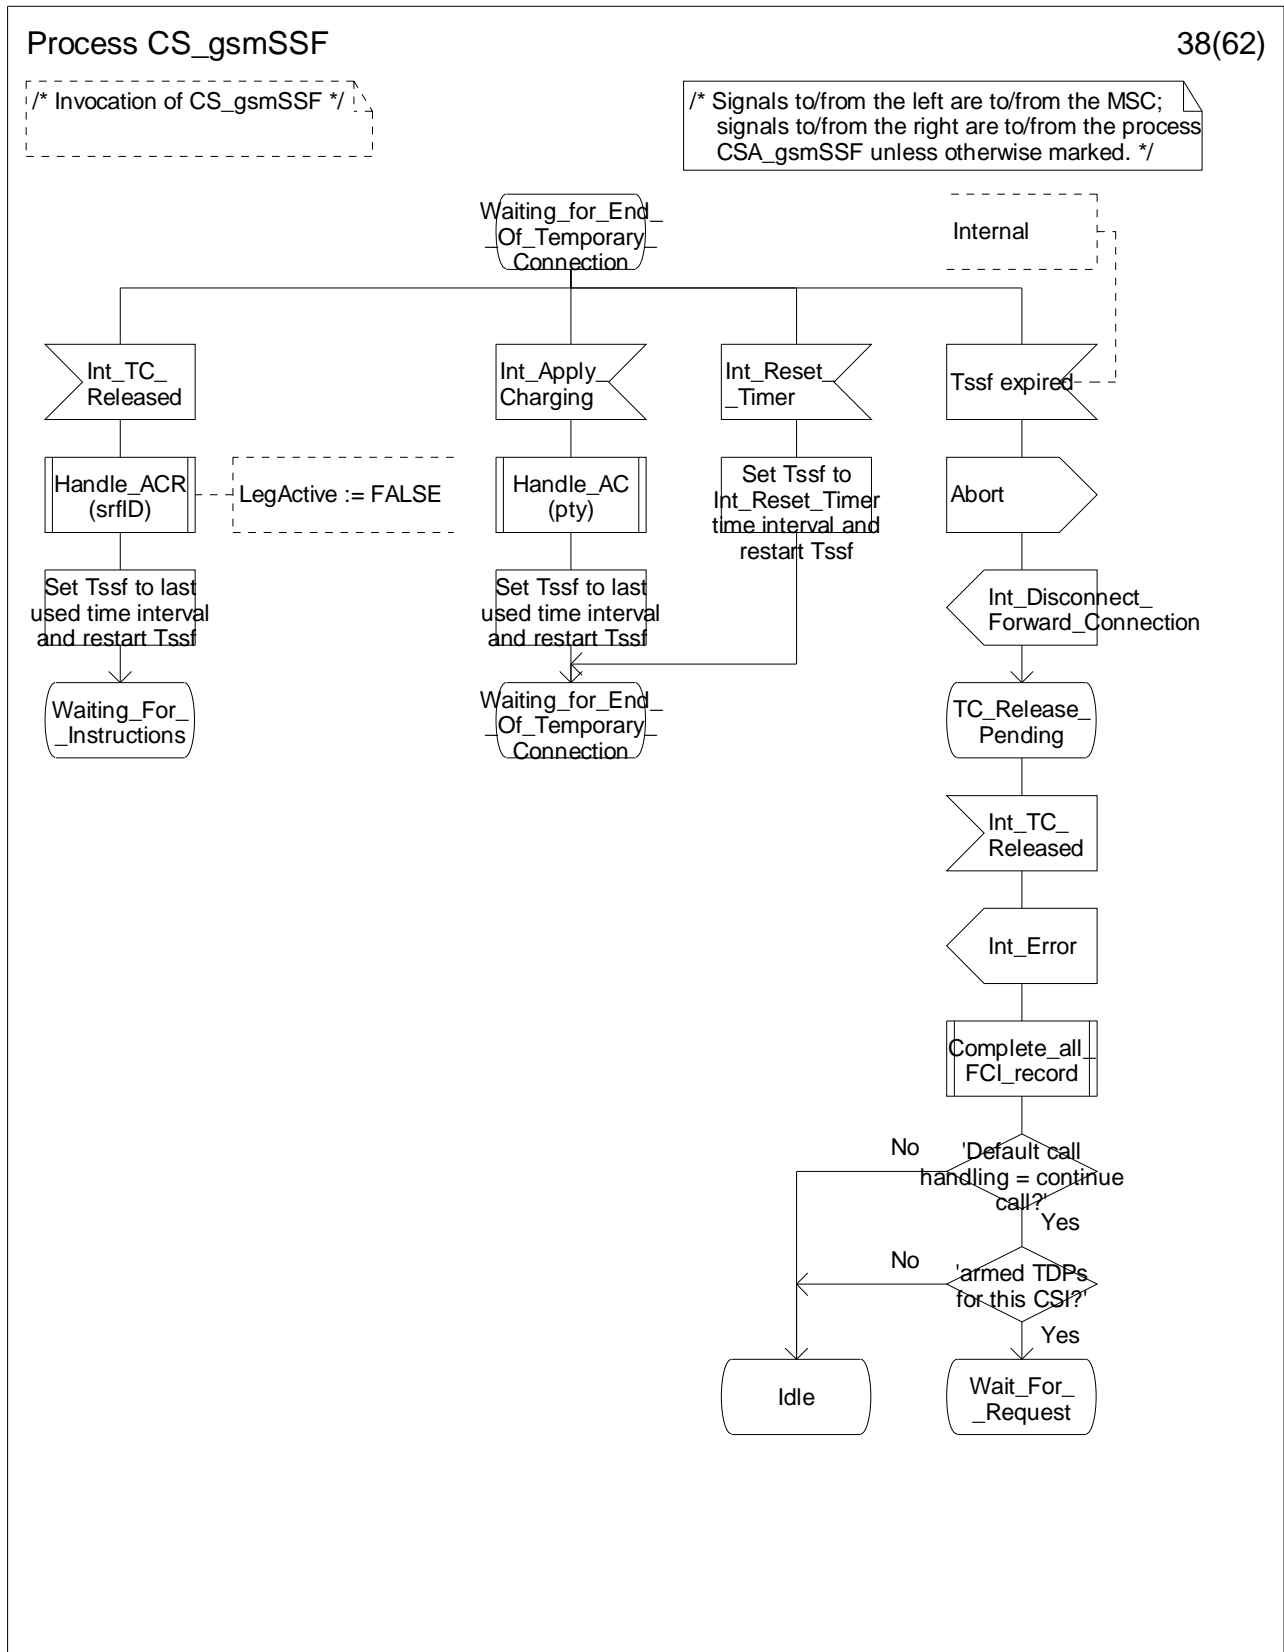 Process CS_gsmSSF
38(62)
/* Invocation of CS_gsmSSF */
/* Signals to/from the left are to/from the MSC;
signals to/from the right are to/from the process
CSA_gsmSSF unless otherwise marked. */
Waiting_for_End_
_Of_Temporary_
Connection
Internal
Int_TC_
Released
Int_Apply_
Charging
Int_Reset_
_Timer
Tssf expired
Handle_ACR
(srfID)
LegActive := FALSE
Handle_AC
(pty)
Set Tssf to
Int_Reset_Timer
time interval and
restart Tssf
Abort
Set Tssf to last
used time interval
and restart Tssf
Set Tssf to last
used time interval
and restart Tssf
Int_Disconnect_
Forward_Connection
Waiting_For_
_Instructions
Waiting_for_End_
_Of_Temporary_
Connection
TC_Release_
Pending
Int_TC_
Released
Int_Error
Complete_all_
FCI_record
No
'Default call
handling = continue
call?'
Yes
No
'armed TDPs
for this CSI?'
Yes
Idle
Wait_For_
_Request